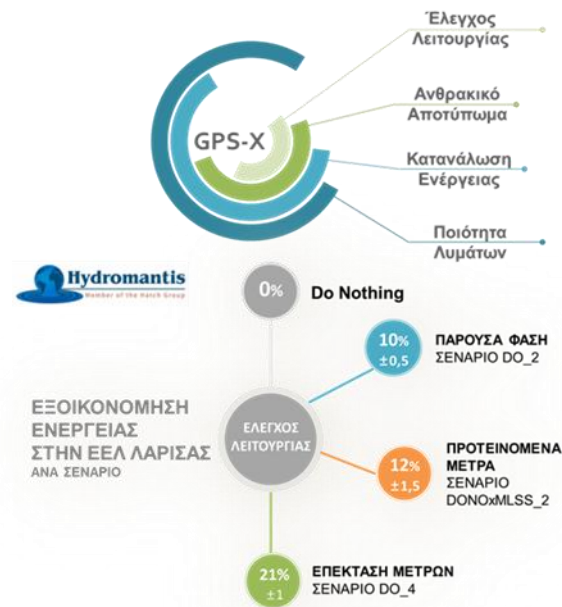 Έλεγχος
Λειτουργίας
Ανθρακικό
Αποτύπωμα
GPS-X
Κατανάλωση
Ενέργειας
Ποιότητα
Λυμάτων
Hydromantis
Member of the Hatch Group
0%
Do Nothing
10%
±0,5
ΠΑΡΟΥΣΑ ΦΑΣΗ
ΣΕΝΑΡΙΟ DO_2
ΕΞΟΙΚΟΝΟΜΗΣΗ
ΕΝΕΡΓΕΙΑΣ
ΣΤΗΝ ΕΕΛ ΛΑΡΙΣΑΣ
ΑΝΑ ΣΕΝΑΡΙΟ
ΕΛΕΓΧΟΣ
ΛΕΙΤΟΥΡΓΙΑΣ
12%
±1,5
ΠΡΟΤΕΙΝΟΜΕΝΑ
ΜΕΤΡΑ
ΣΕΝΑΡΙΟ
DONOxMLSS_2
21%
±1
ΕΠΕΚΤΑΣΗ ΜΕΤΡΩΝ
ΣΕΝΑΡΙΟ DO_4